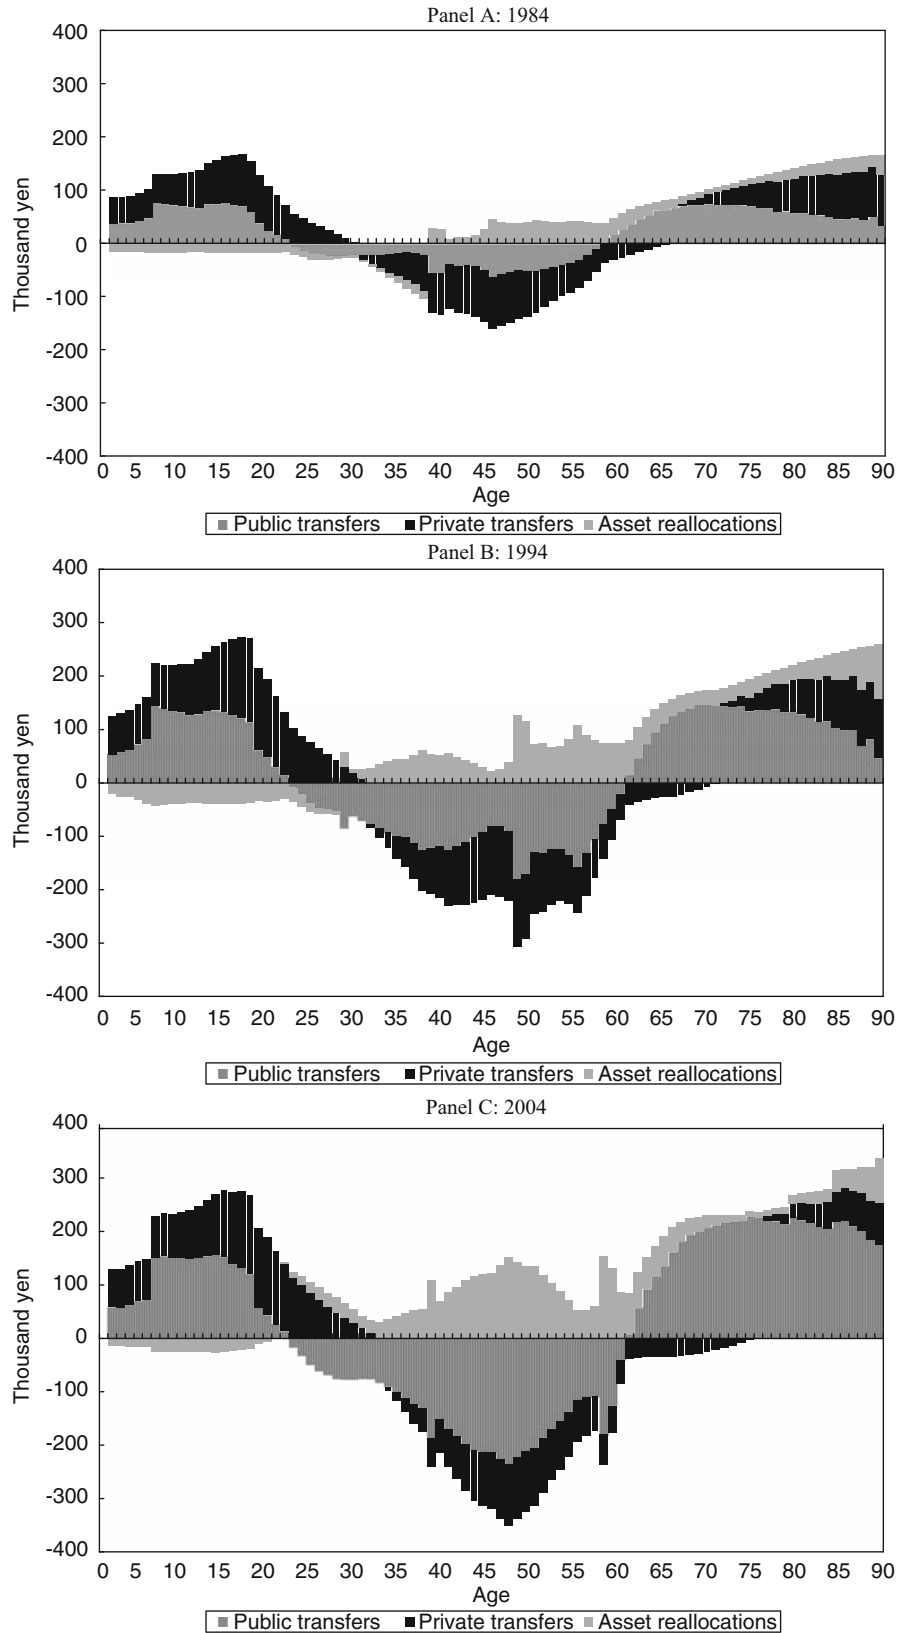 Panel A: 1984
400
300
200
100
0
-100
-200
-300
-400
Thousand yen
0 5 10 15 20 25 30 35 40 45 50 55 60 65 70 75 80 85 90
Age
Public transfers Private transfers Asset reallocations
Panel B: 1994
400
300
200
100
0
-100
-200
-300
-400
Thousand yen
0 5 10 15 20 25 30 35 40 45 50 55 60 65 70 75 80 85 90
Age
Public transfers Private transfers Asset reallocations
Panel C: 2004
400
300
200
100
0
-100
-200
-300
-400
Thousand yen
0 5 10 15 20 25 30 35 40 45 50 55 60 65 70 75 80 85 90
Age
Public transfers Private transfers Asset reallocations